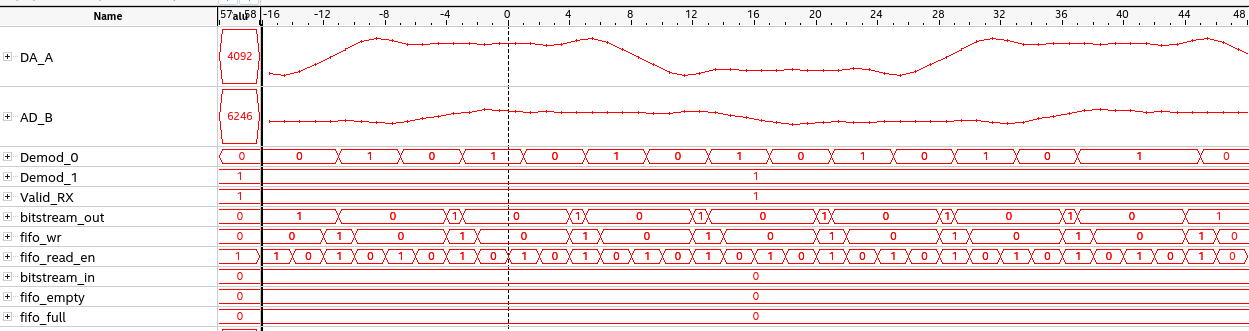 Name 57 alu 58 -16 -12 -8 -4 0 4 8 12 16 20 24 28 32 36 40 44 48
DA_A 4092
AD_B 6246
Demod_0 0 0 1 0 1 0 1 0 1 0 1 0 1 0 1 0
Demod_1 1 1
Valid_RX 1 1
bitstream_out 0 1 0 1 0 1 0 1 0 1 0 1 0 1 0 1
fifo_wr 0 0 1 0 1 0 1 0 1 0 1 0 1 0 1 0 1 0
fifo_read_en 1 1 0 1 0 1 0 1 0 1 0 1 0 1 0 1 0 1 0 1 0 1 0 1 0 1 0 1 0 1 0 1 0
bitstream_in 0 0
fifo_empty 0 0
fifo_full 0 0